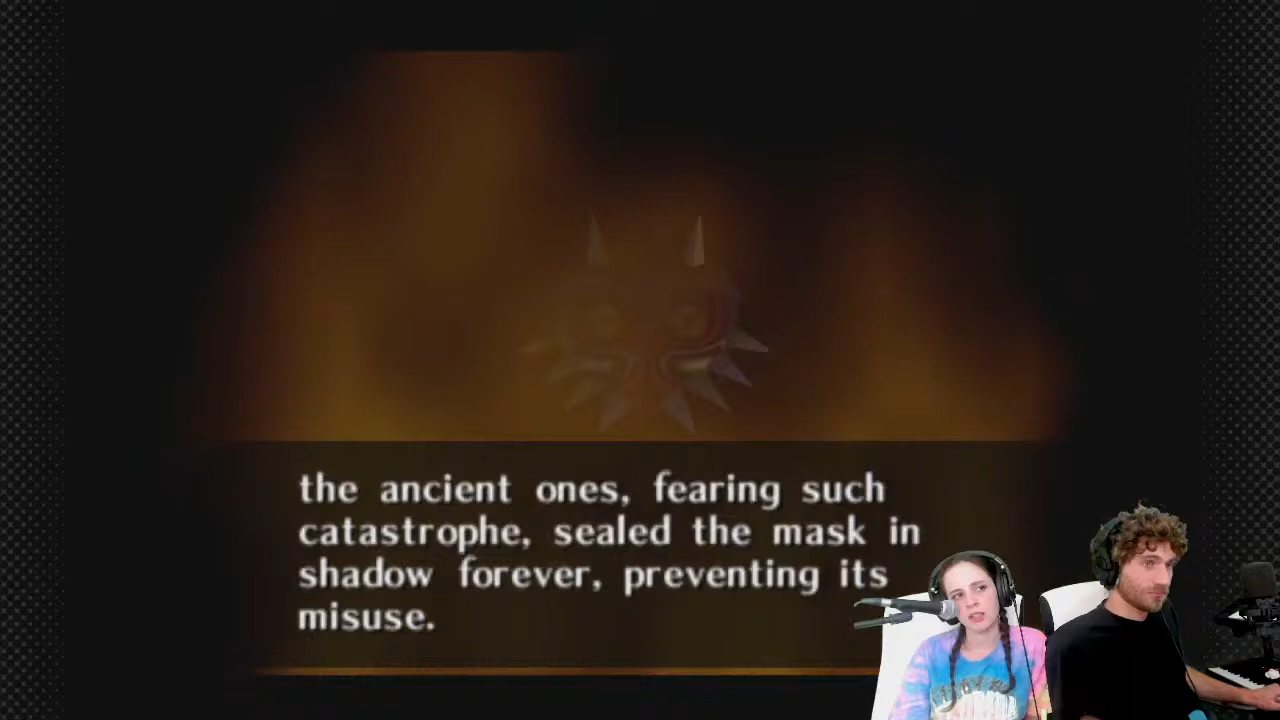 the ancient ones, fearing such
catastrophe, sealed the mask in
shadow forever, preventing its
misuse.